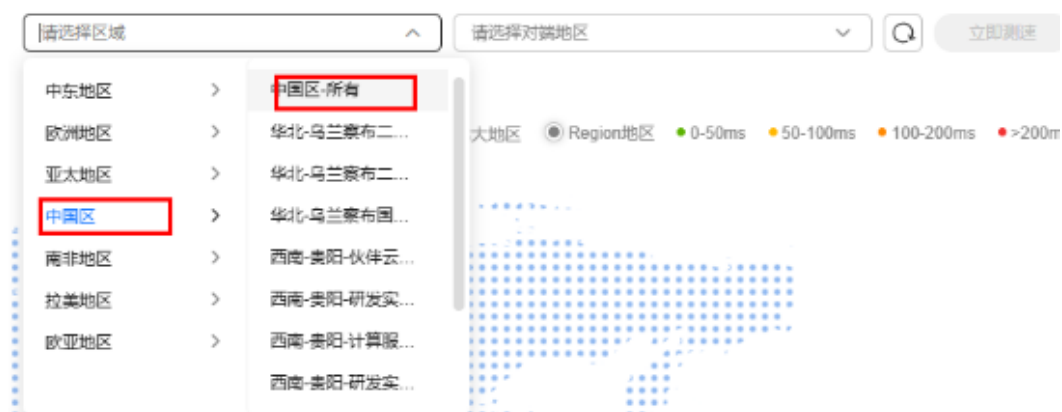 请选择区域
请选择对端地区
立即测速
中东地区
欧洲地区
亚太地区
中国区
南非地区
拉美地区
欧亚地区
中国区-所有
华北-乌兰察布二...
华北-乌兰察布二...
华北-乌兰察布国...
西南-贵阳-伙伴云...
西南-贵阳-研发实...
西南-贵阳-计算服...
西南-贵阳-研发实...
大地区 Region地区 0-50ms 50-100ms 100-200ms >200m